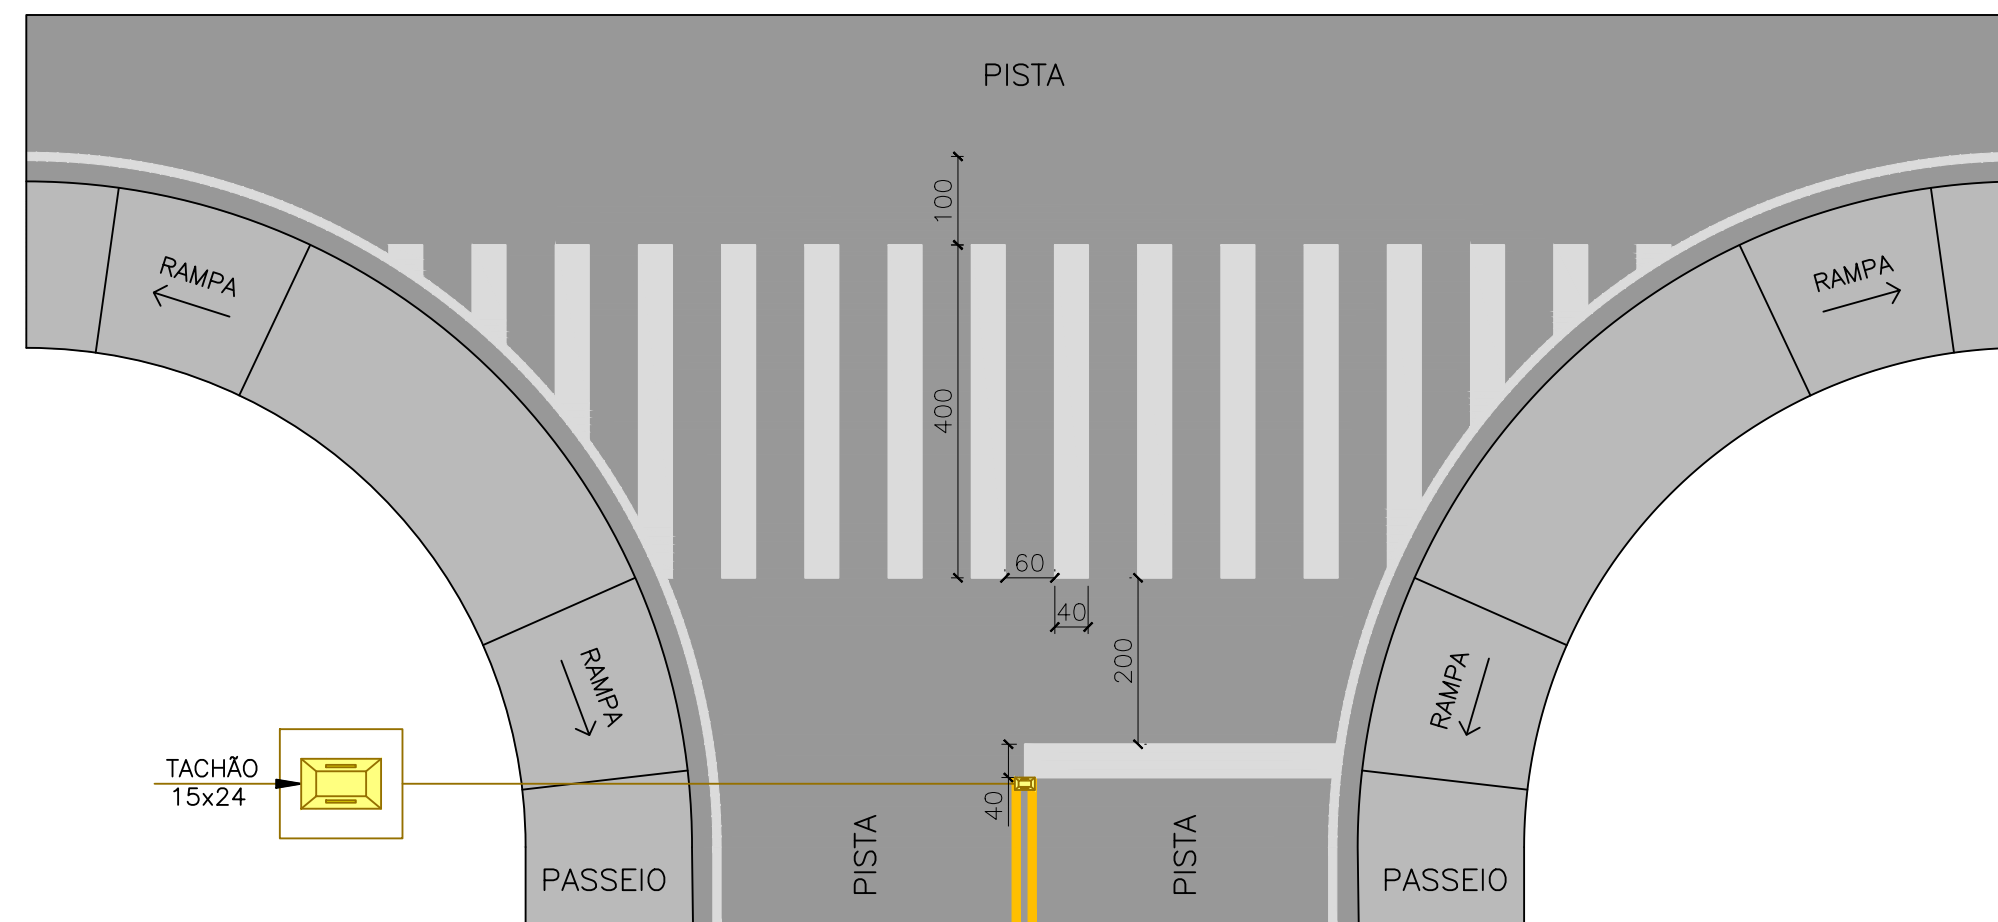 PISTA
100
RAMPA
RAMPA
400
60
40
200
RAMPA
RAMPA
TACHÃO
15x24
40
PISTA
PISTA
PASSEIO
PASSEIO